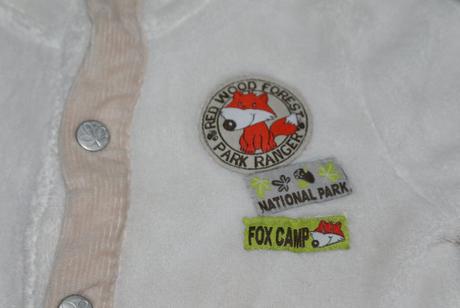 RED WOOD FOREST
PARK RANGER
NATIONAL PARK
FOX CAMP